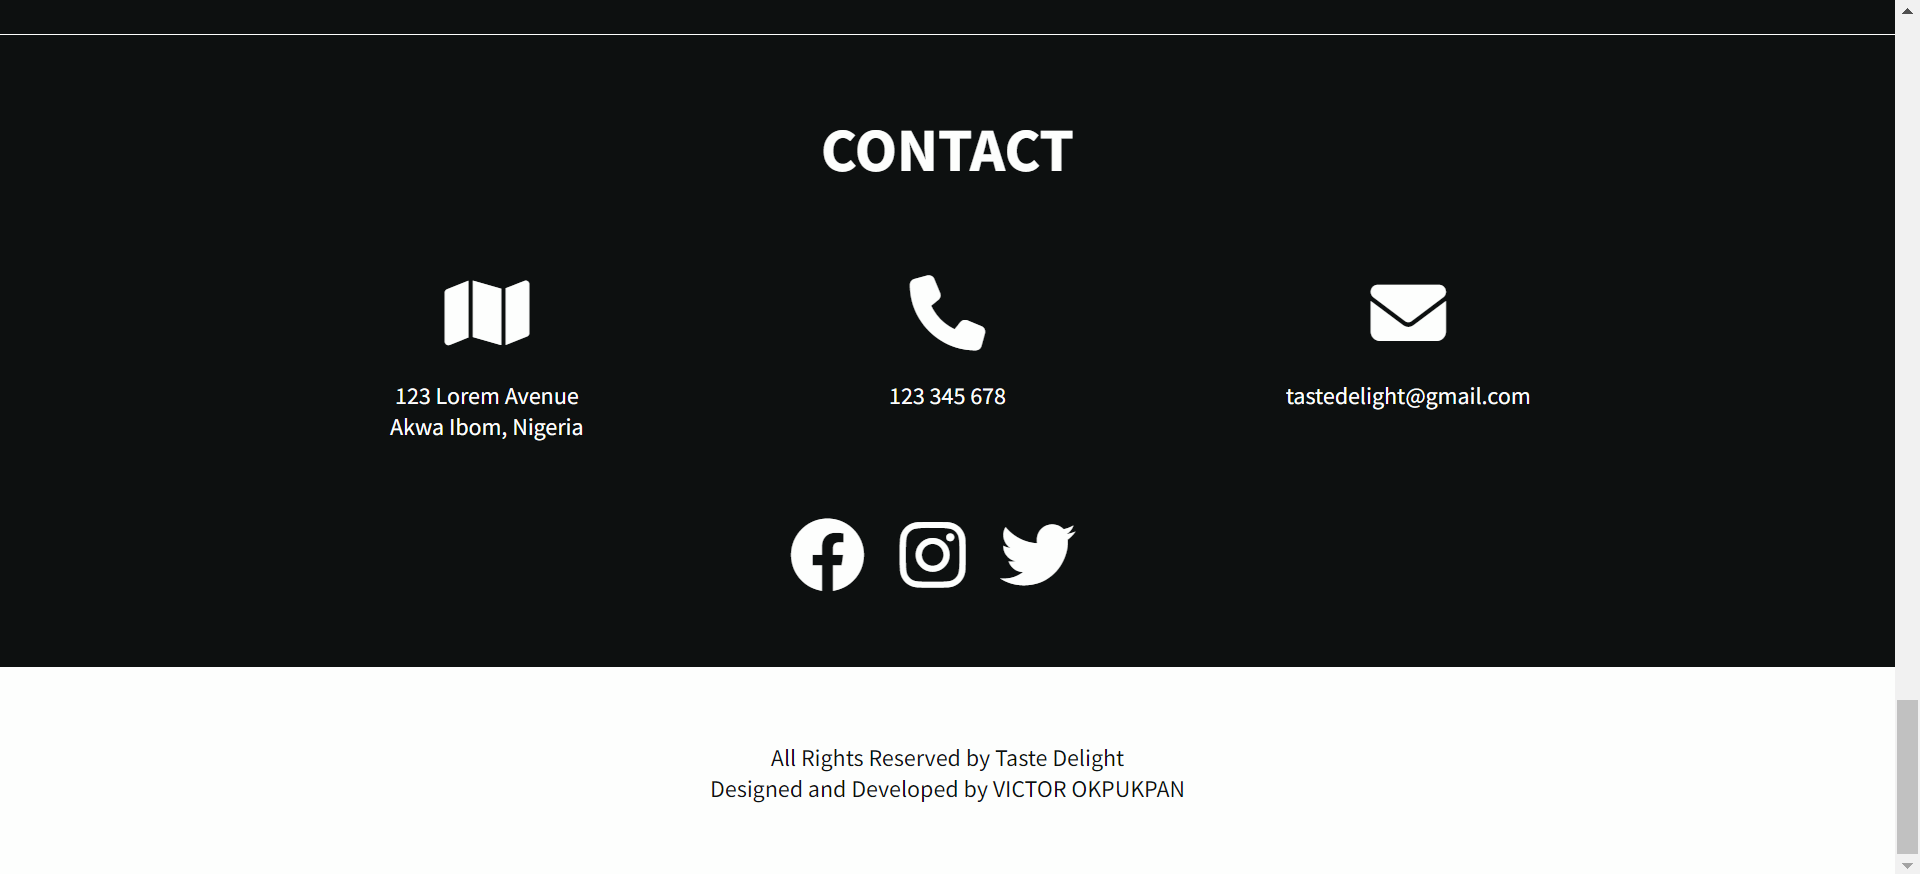 CONTACT
123 Lorem Avenue
Akwa Ibom, Nigeria
123 345 678
tastedelight@gmail.com
All Rights Reserved by Taste Delight
Designed and Developed by VICTOR OKPUKPAN